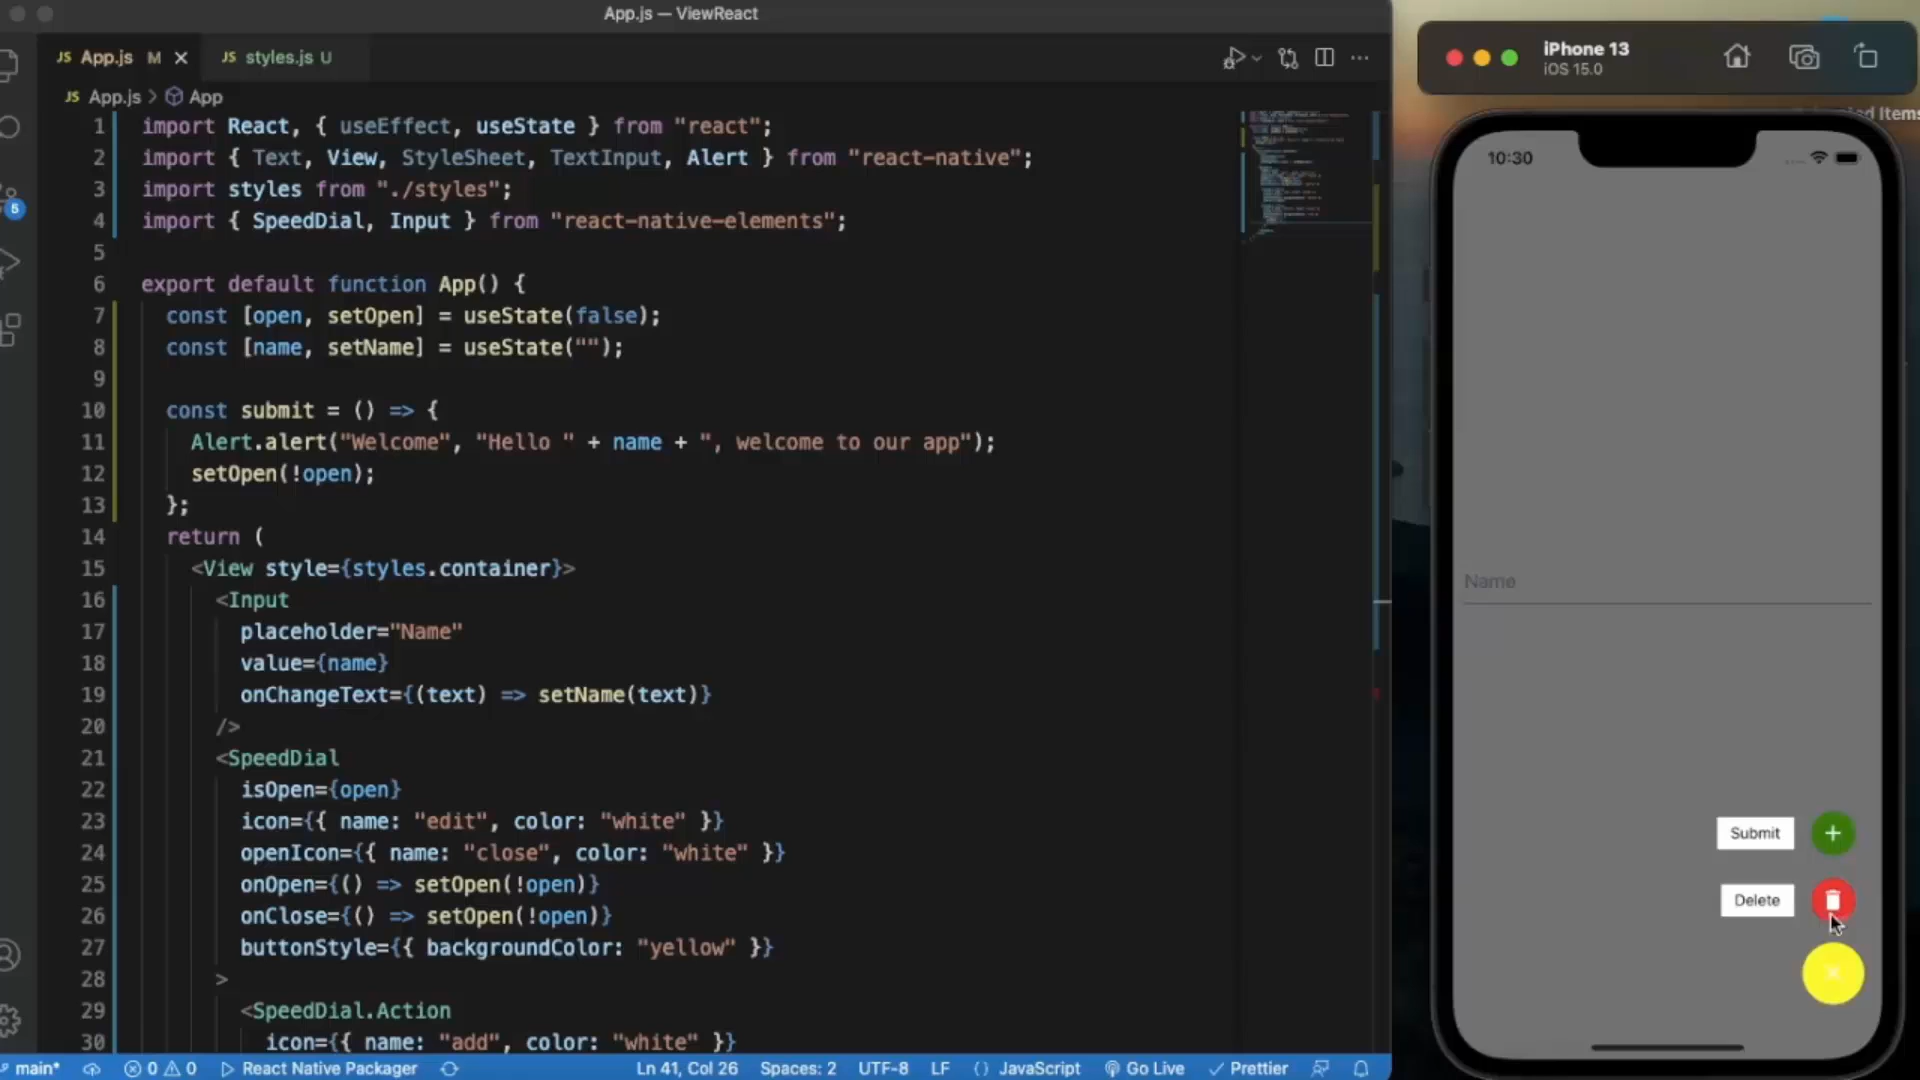 App.js — ViewReact
JS App.js M
JS styles.js U
JS App.js > App
1 import React, { useEffect, useState } from "react";
2 import { Text, View, StyleSheet, TextInput, Alert } from "react-native";
3 import styles from "./styles";
4 import { SpeedDial, Input } from "react-native-elements";
5
6 export default function App() {
7 const [open, setOpen] = useState(false);
8 const [name, setName] = useState("");
9
10 const submit = () => {
11 Alert.alert("Welcome", "Hello " + name + ", welcome to our app");
12 setOpen(!open);
13 };
14 return (
15 <View style={styles.container}>
16 <Input
17 placeholder="Name"
18 value={name}
19 onChangeText={(text) => setName(text)}
20 />
21 <SpeedDial
22 isOpen={open}
23 icon={{ name: "edit", color: "white" }}
24 openIcon={{ name: "close", color: "white" }}
25 onOpen={() => setOpen(!open)}
26 onClose={() => setOpen(!open)}
27 buttonStyle={{ backgroundColor: "yellow" }}
28 >
29 <SpeedDial.Action
30 icon={{ name: "add", color: "white" }}
5
main* 0 0 React Native Packager Ln 41, Col 26 Spaces: 2 UTF-8 LF {} JavaScript Go Live Prettier
iPhone 13
iOS 15.0
Items
10:30
Name
Submit
Delete